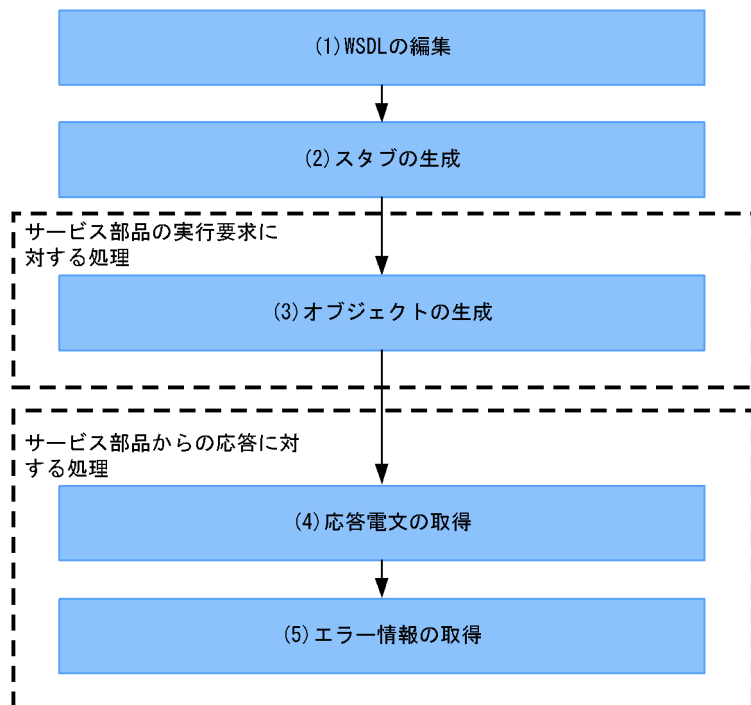 (1)WSDLの編集
(2)スタブの生成
サービス部品の実行要求に
対する処理
(3)オブジェクトの生成
サービス部品からの応答に対
する処理
(4)応答電文の取得
(5)エラー情報の取得